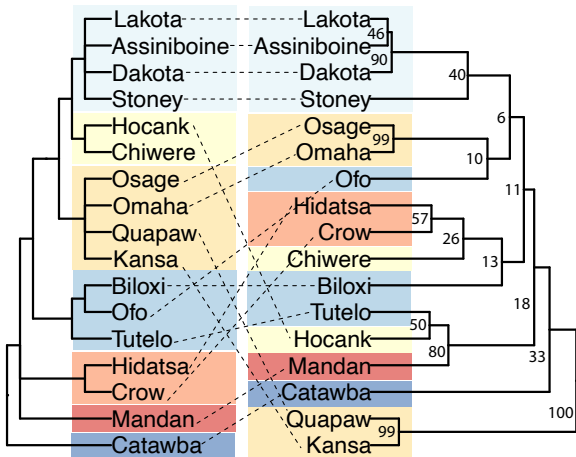 Lakota Lakota
46
Assiniboine Assiniboine
90
Dakota Dakota
40
Stoney Stoney
6
Hocank Osage
99
Chiwere Omaha
10
Osage Ofo
11
Omaha Hidatsa
57
Quapaw Crow
26
Kansa Chiwere
13
Biloxi Biloxi
18
Ofo Tutelo
50
Tutelo Hocank
80 33
Hidatsa Mandan
Crow Catawba
100
Mandan Quapaw
99
Catawba Kansa